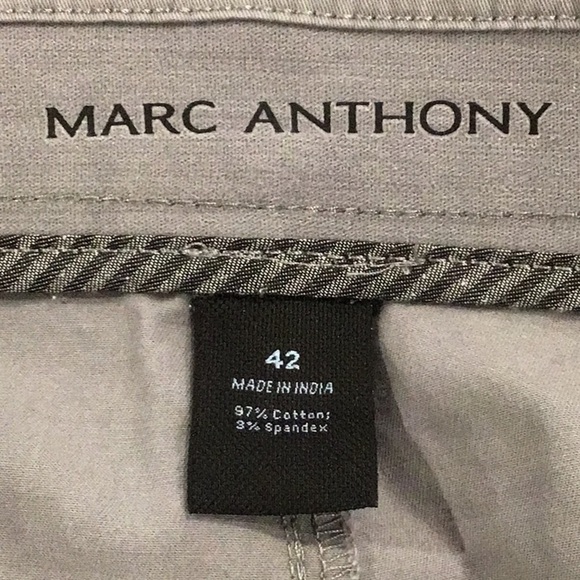 MARC ANTHONY
42
MADE IN INDIA
97% Cotton;
3% Spandex